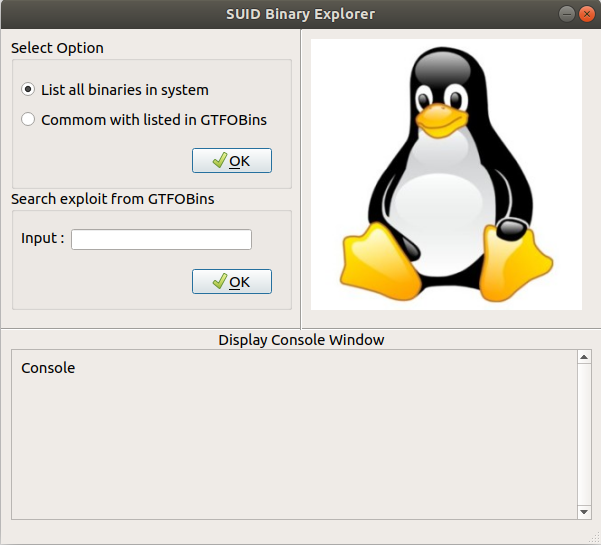 SUID Binary Explorer
Select Option
List all binaries in system
Commom with listed in GTFOBins
OK
Search exploit from GTFOBins
Input :
OK
Display Console Window
Console